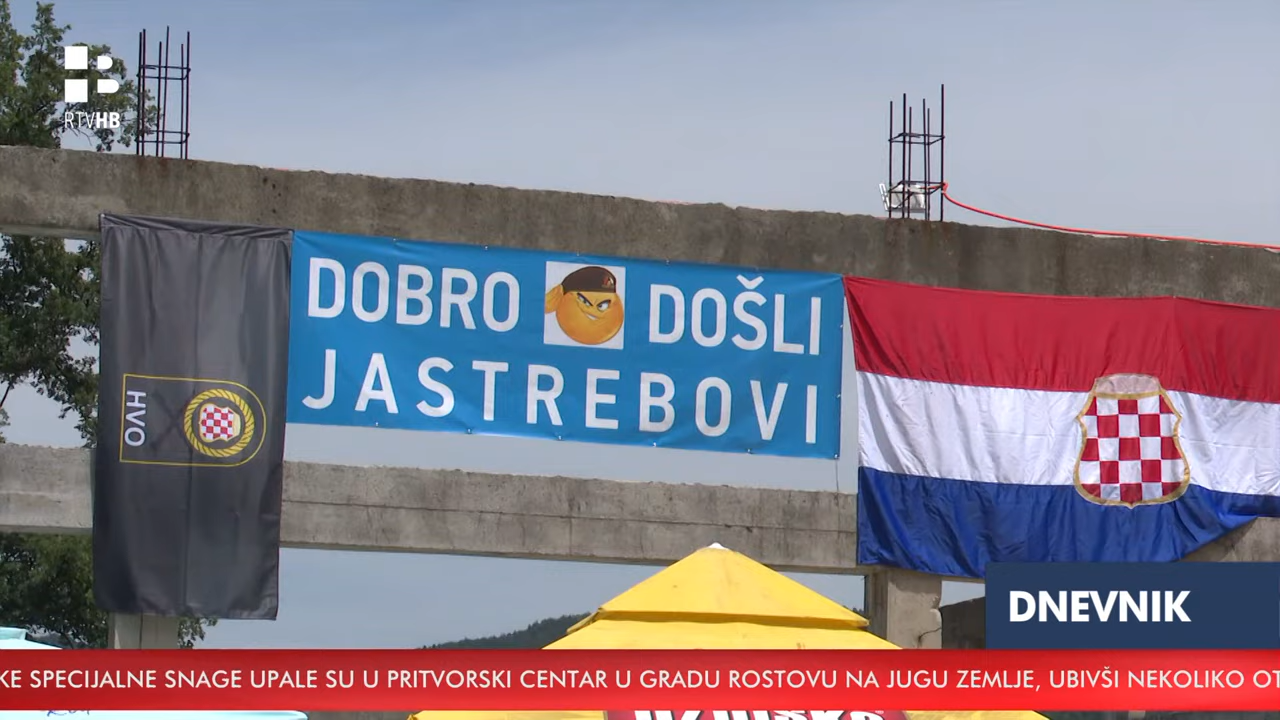 RTVHB
DOBRO DOŠLI
JASTREBOVI
HVO
DNEVNIK
KE SPECIJALNE SNAGE UPALE SU U PRITVORSKI CENTAR U GRADU ROSTOVU NA JUGU ZEMLJE, UBIVŠI NEKOLIKO OT